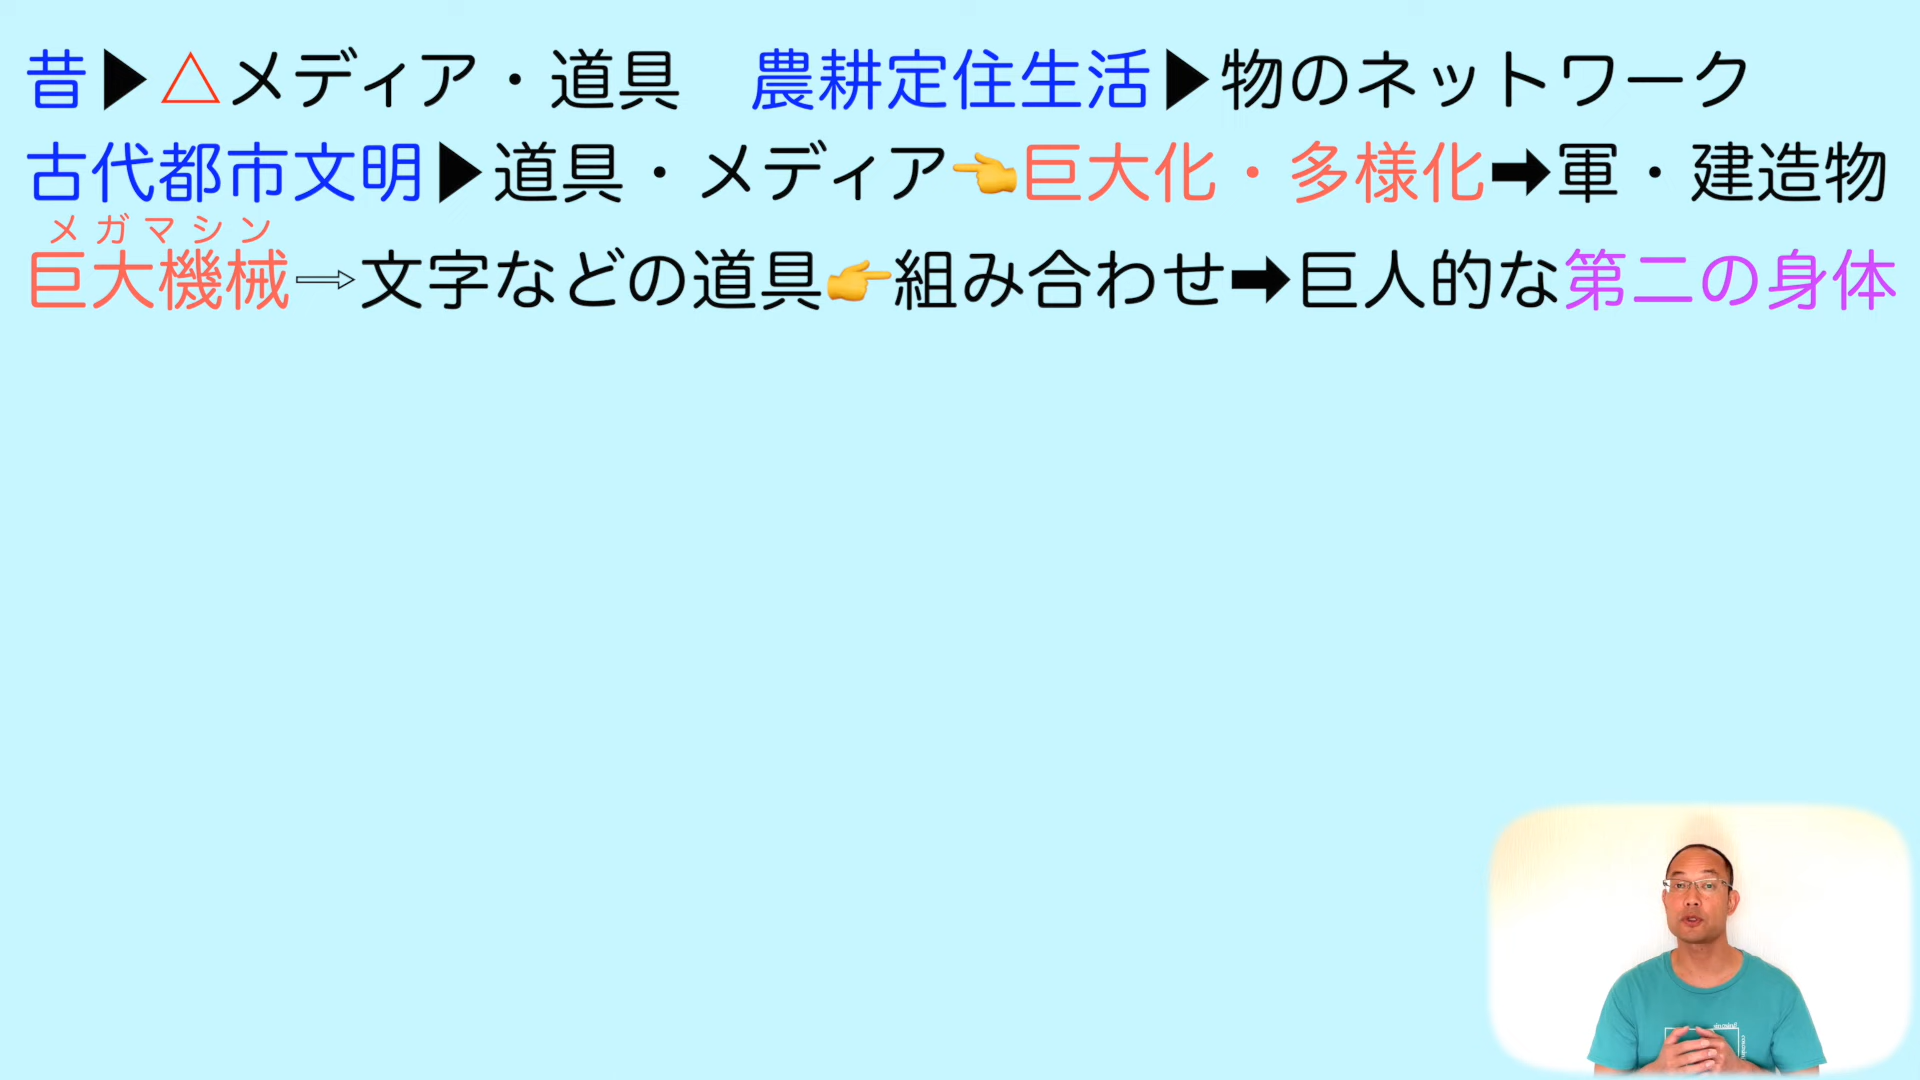 昔▶△メディア・道具　農耕定住生活▶物のネットワーク
古代都市文明▶道具・メディア👈巨大化・多様化➡軍・建造物
メガマシン
巨大機械⇨文字などの道具👉組み合わせ➡巨人的な第二の身体